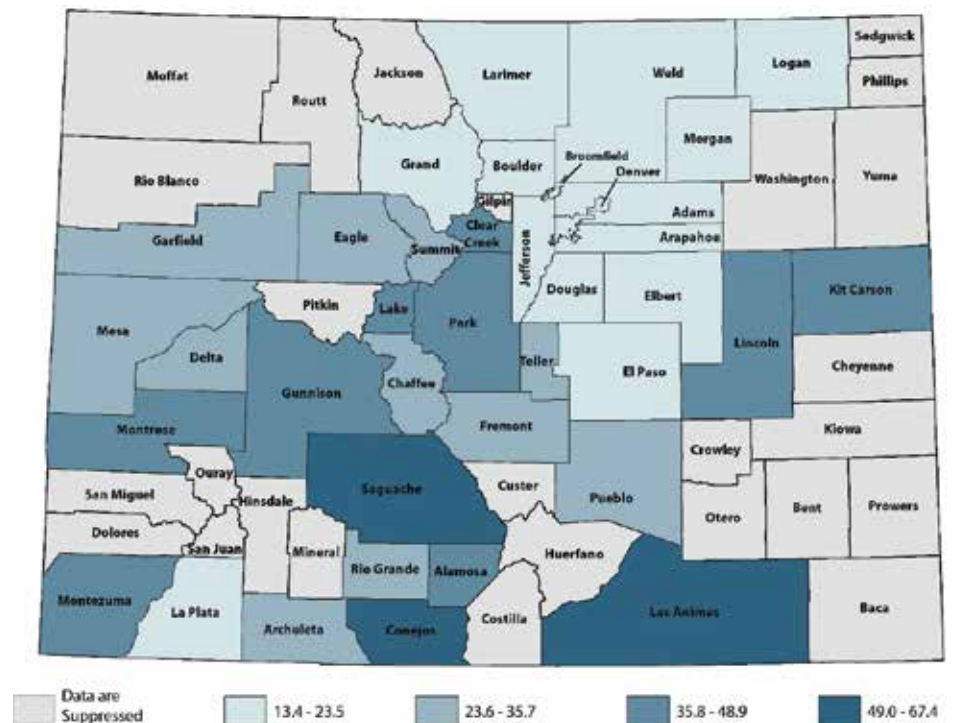 Sedgwick
Moffat
Jackson
Larimer
Weld
Logan
Phillips
Routt
Morgan
Grand
Boulder
Broomfield
Denver
Rio Blanco
Washington
Yuma
Gilpin
Adams
Garfield
Eagle
Summit
Clear
Creek
Arapahoe
Jefferson
Pitkin
Douglas
Elbert
Kit Carson
Mesa
Lake
Park
Lincoln
Delta
Teller
El Paso
Cheyenne
Gunnison
Chaffee
Montrose
Fremont
Kiowa
Ouray
Crowley
San Miguel
Hinsdale
Saguache
Custer
Pueblo
Otero
Bent
Prowers
Dolores
San Juan
Mineral
Huerfano
Rio Grande
Alamosa
Montezuma
La Plata
Archuleta
Conejos
Costilla
Las Animas
Baca
Data are
Suppressed
13.4 - 23.5
23.6 - 35.7
35.8 - 48.9
49.0 - 67.4